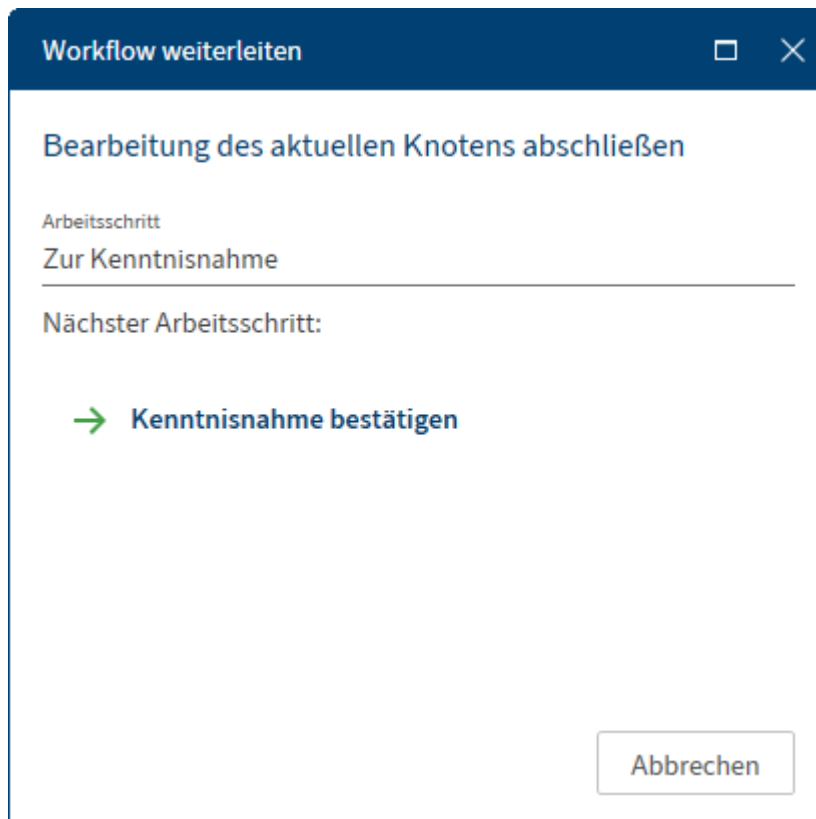 Workflow weiterleiten
Bearbeitung des aktuellen Knotens abschließen
Arbeitsschritt
Zur Kenntnisnahme
Nächster Arbeitsschritt:
Kenntnisnahme bestätigen
Abbrechen